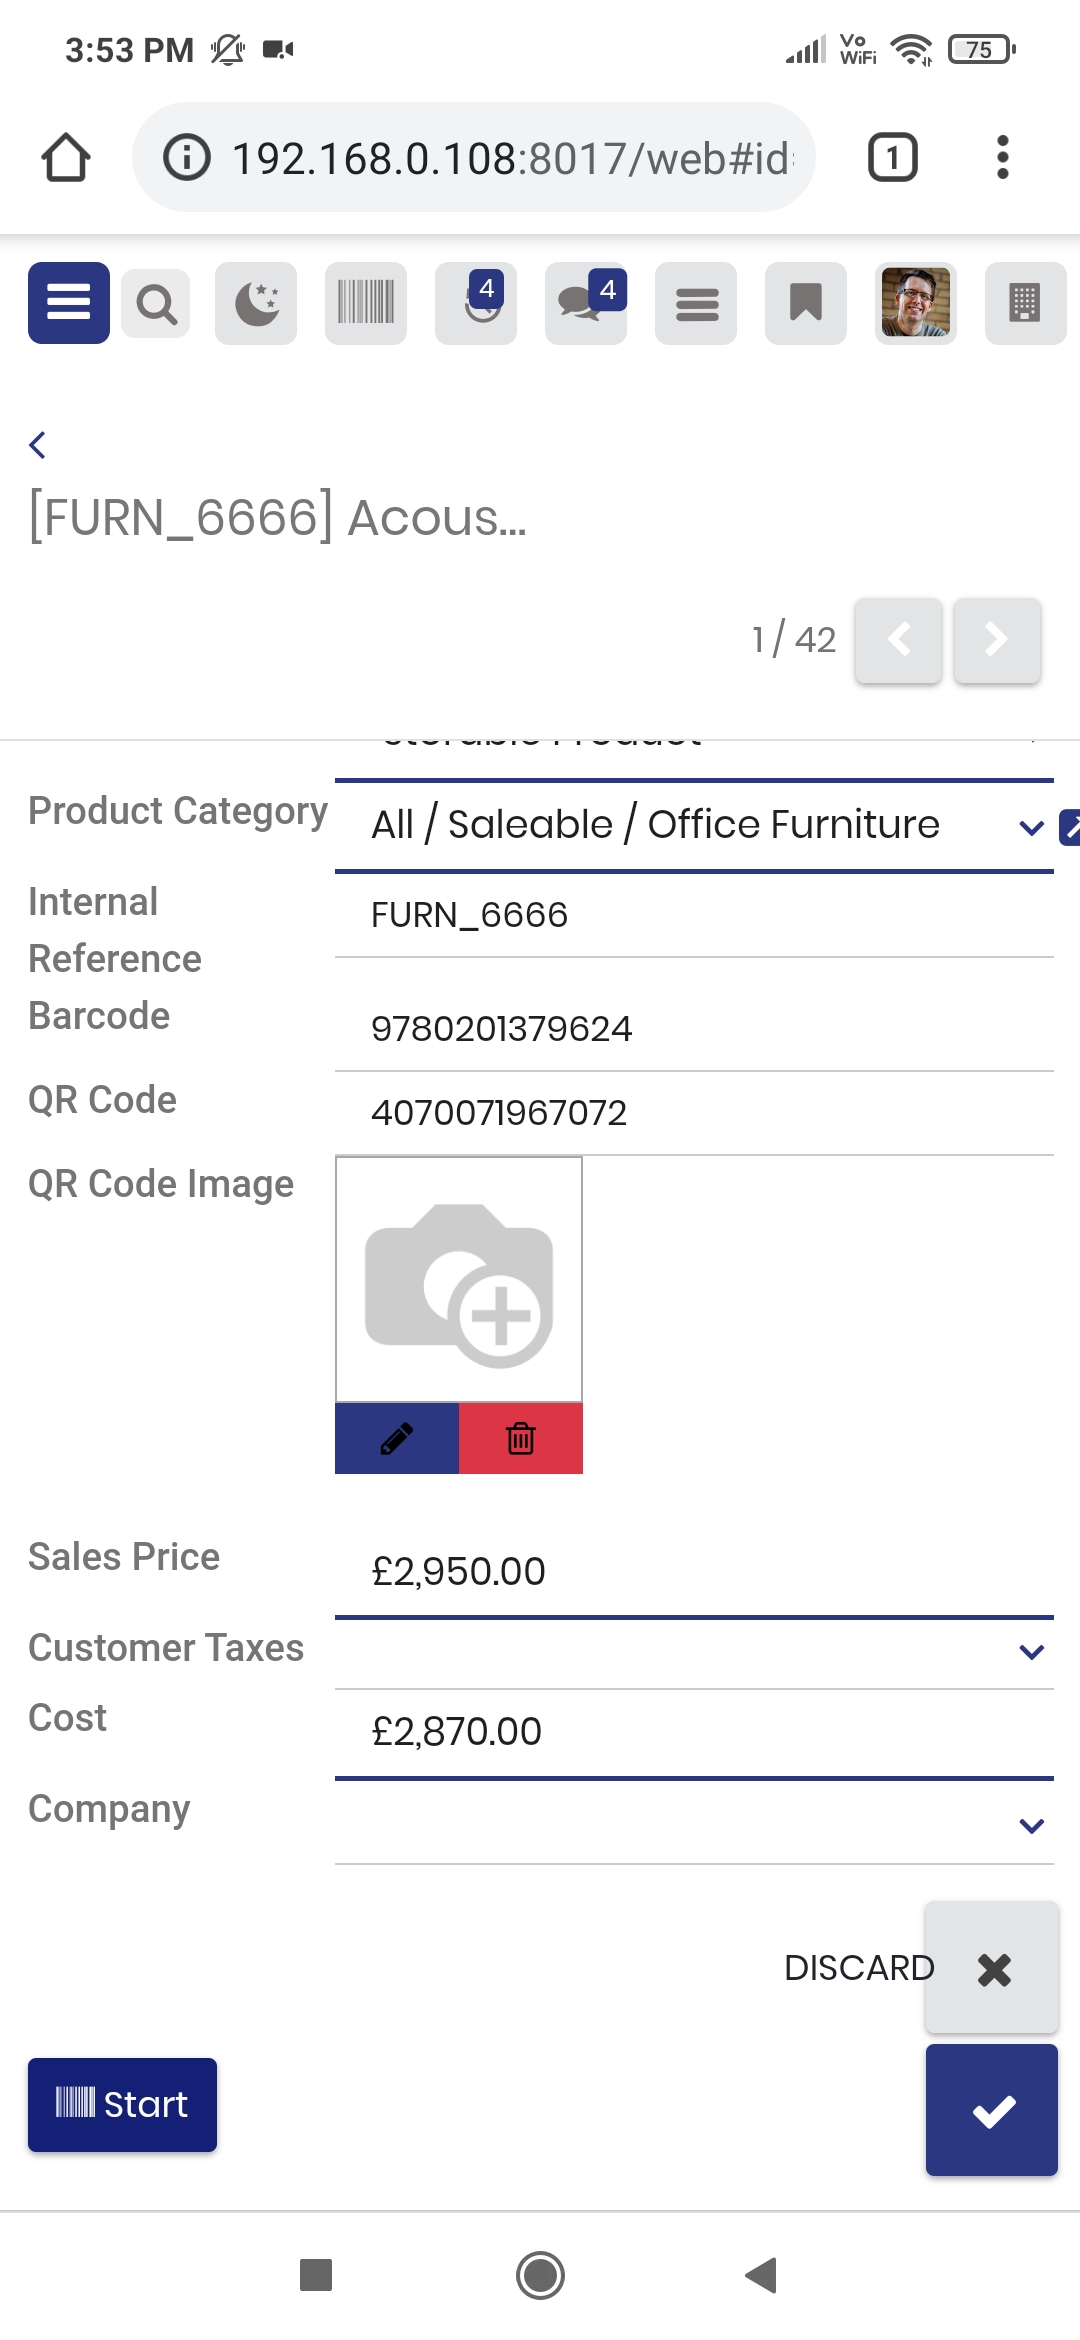 3:53 PM
Vo
WiFi
75
192.168.0.108:8017/web#id
1
4
4
[FURN_6666] Acous...
1 / 42
Storable Product
Product Category
All / Saleable / Office Furniture
Internal
Reference
FURN_6666
Barcode
9780201379624
QR Code
4070071967072
QR Code Image
Sales Price
£2,950.00
Customer Taxes
Cost
£2,870.00
Company
DISCARD
Start